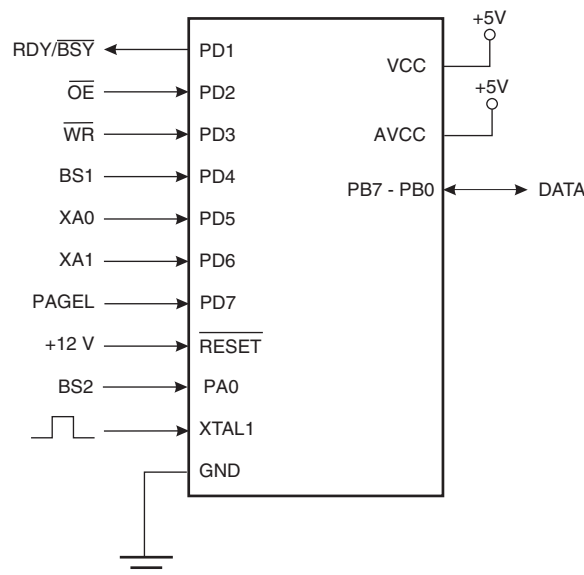 RDY/BSY PD1
OE PD2
WR PD3
BS1 PD4
XA0 PD5
XA1 PD6
PAGEL PD7
+12 V RESET
BS2 PA0
XTAL1
GND
+5V
VCC
+5V
AVCC
PB7 - PB0 DATA